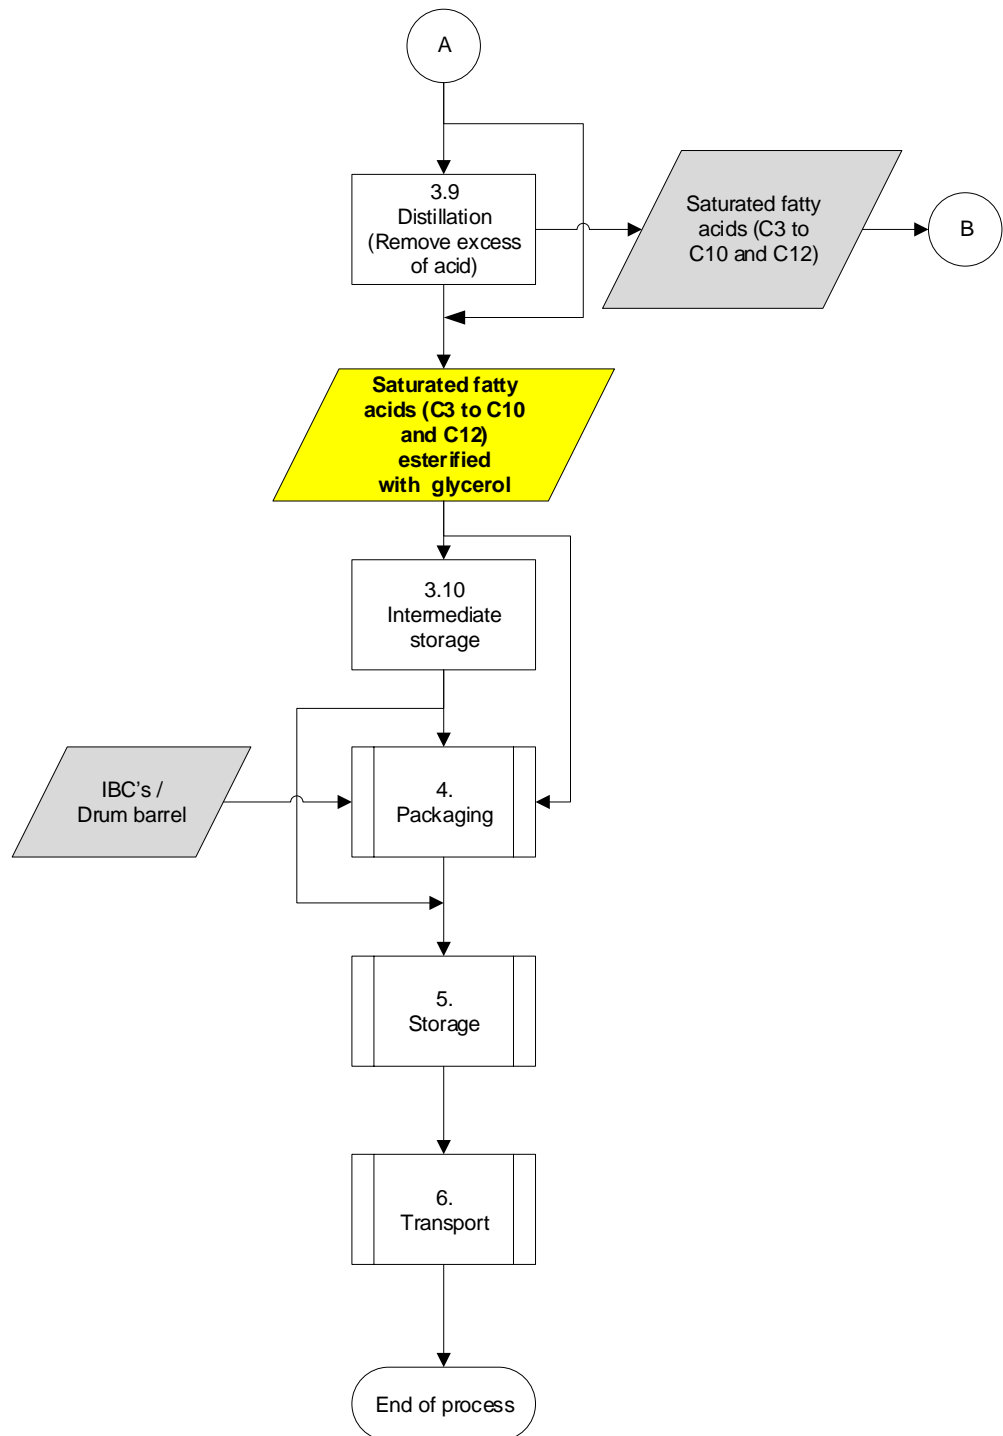 A
3.9
Distillation
(Remove excess
of acid)
Saturated fatty
acids (C3 to
C10 and C12)
B
Saturated fatty
acids (C3 to C10
and C12)
esterified
with glycerol
3.10
Intermediate
storage
IBC's /
Drum barrel
4.
Packaging
5.
Storage
6.
Transport
End of process